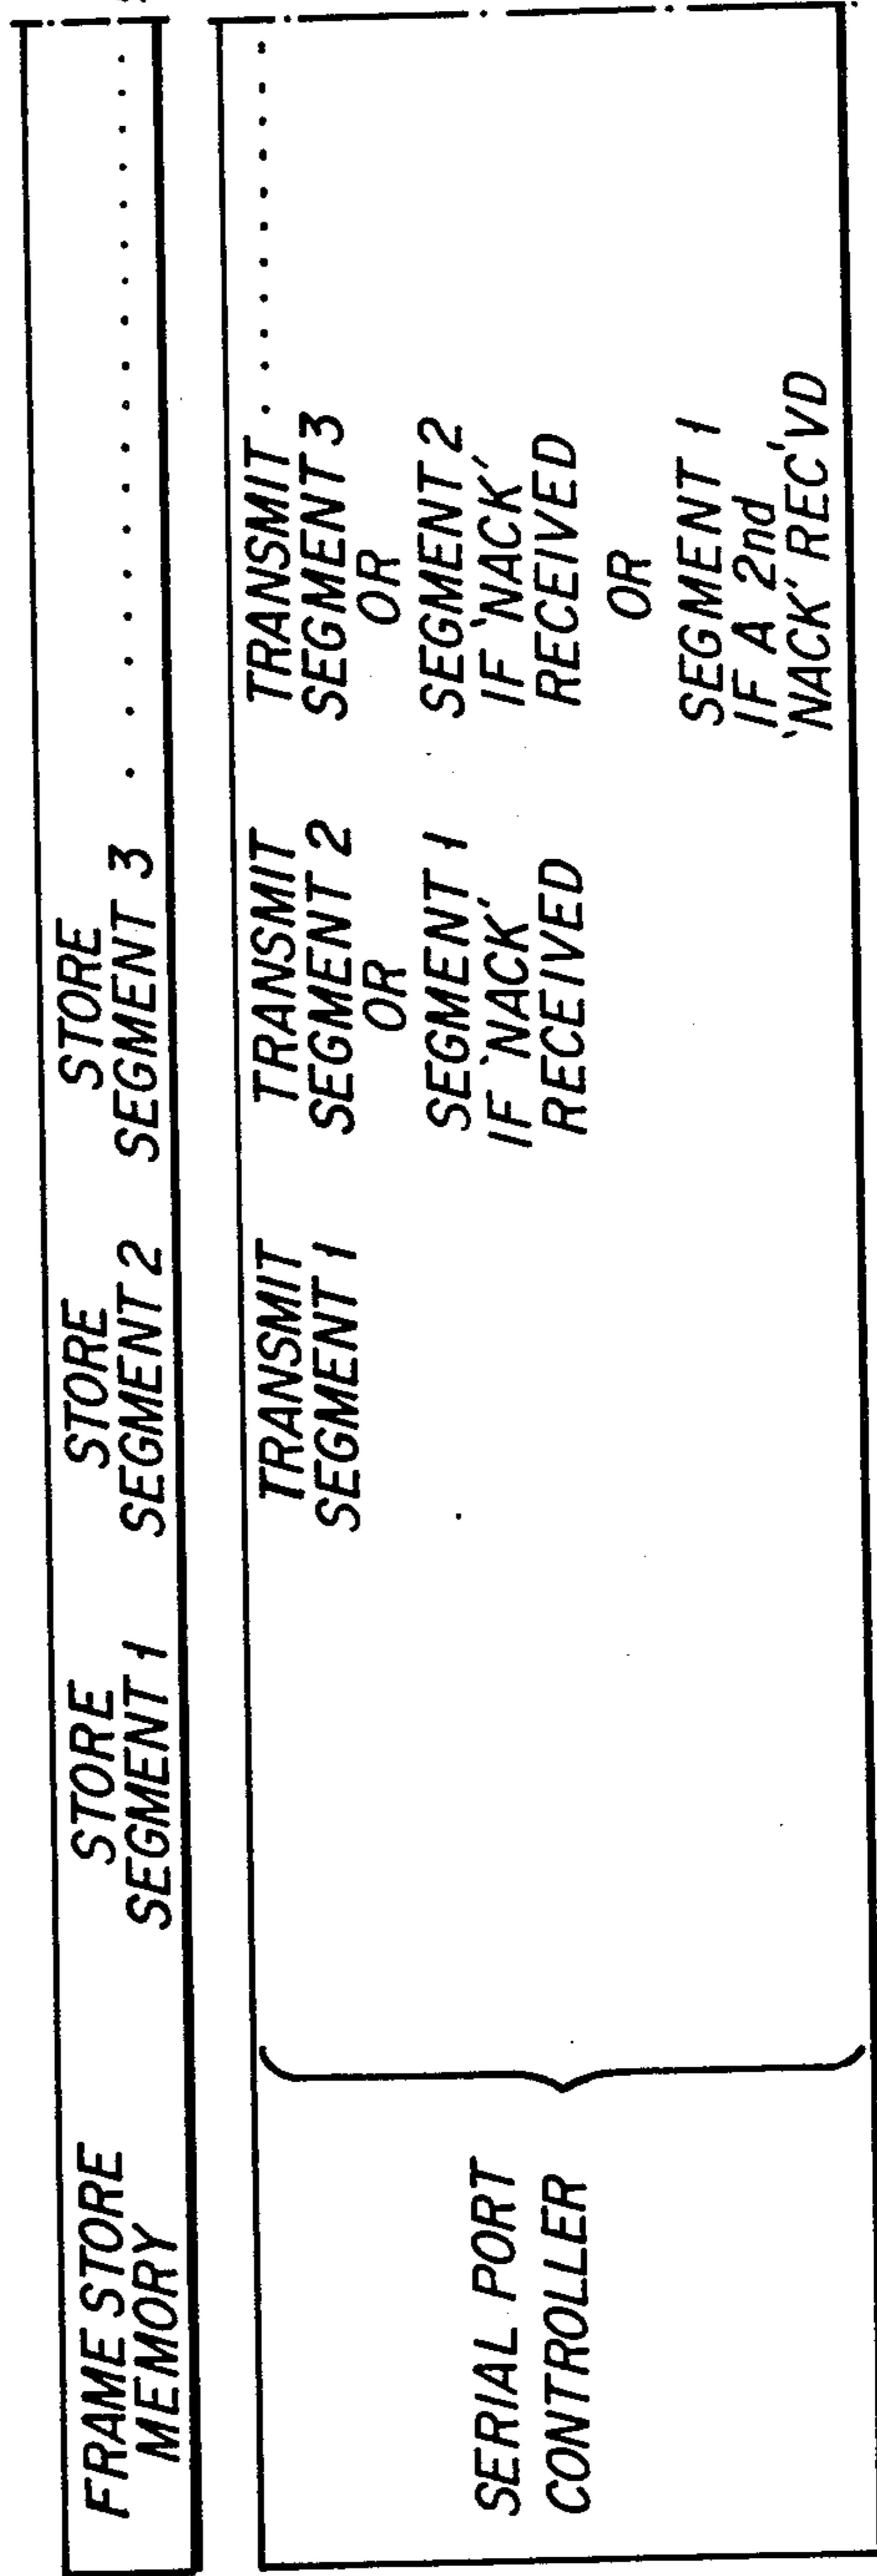 FRAME STORE
MEMORY
STORE
SEGMENT 1
STORE
SEGMENT 2
STORE
SEGMENT 3 . . . . . . . . . . . . . . . . . .
SERIAL PORT
CONTROLLER
TRANSMIT
SEGMENT 1
TRANSMIT
SEGMENT 2
OR
SEGMENT 1
IF 'NACK'
RECEIVED
TRANSMIT . . . . . . . . . . .
SEGMENT 3
OR
SEGMENT 2
IF 'NACK'
RECEIVED
OR
SEGMENT 1
IF A 2nd
'NACK' REC'VD